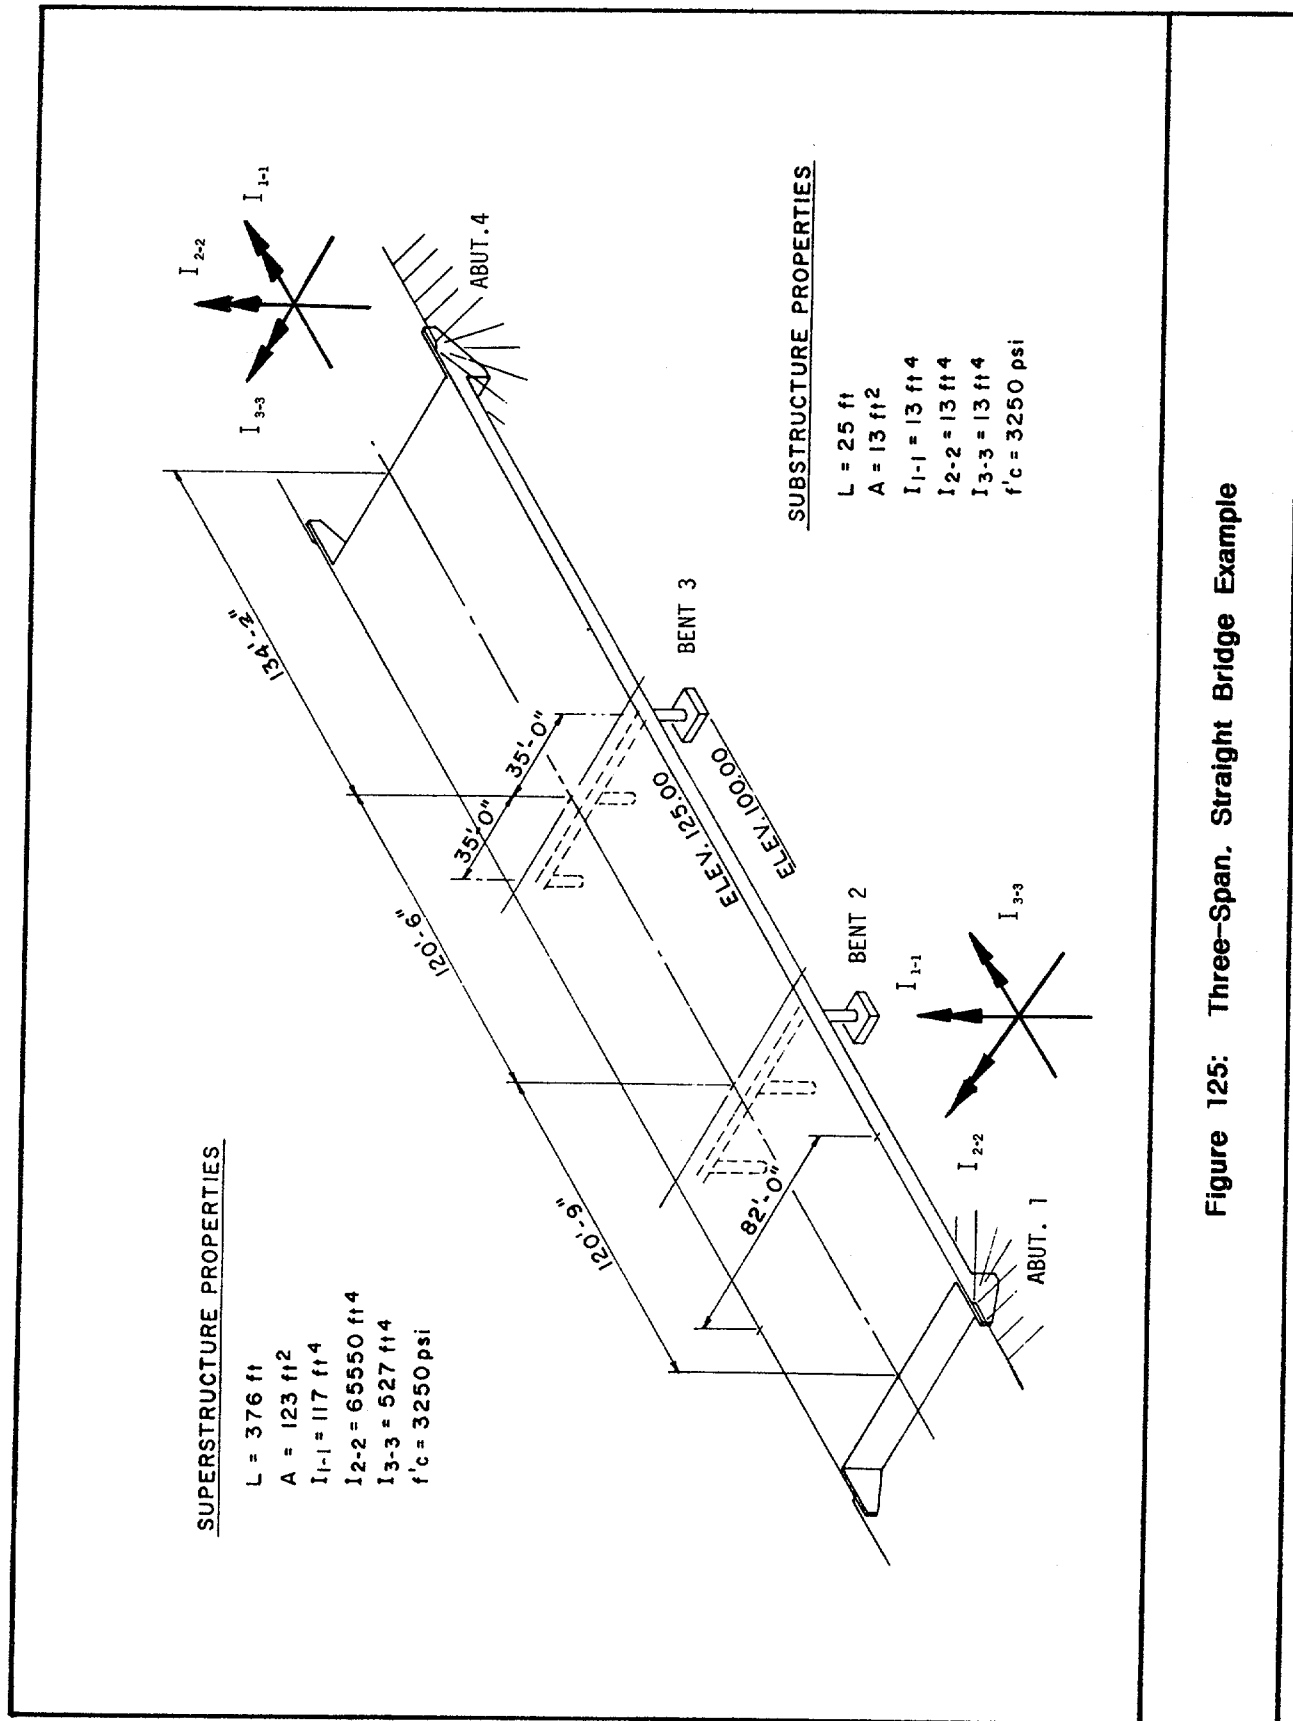 SUPERSTRUCTURE PROPERTIES
L = 376 ft
A = 123 ft2
I1-1 = 117 ft4
I2-2 = 65550 ft4
I3-3 = 527 ft4
f'c = 3250 psi
120'-9"
120'-6"
134'-2"
82'-0"
35'-0"
35'-0"
I2-2
I1-1
I3-3
ABUT. 4
BENT 3
ELEV. 125.00
ELEV. 100.00
BENT 2
ABUT. 1
I1-1
I2-2
I3-3
SUBSTRUCTURE PROPERTIES
L = 25 ft
A = 13 ft2
I1-1 = 13 ft4
I2-2 = 13 ft4
I3-3 = 13 ft4
f'c = 3250 psi
Figure 125: Three-Span, Straight Bridge Example